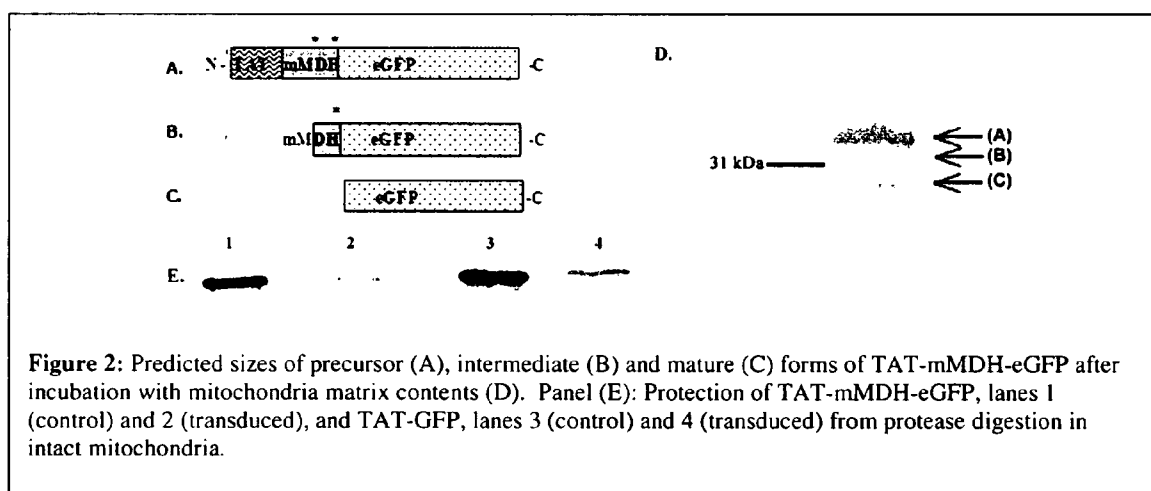 * *
A. N- TAT mMDH eGFP -C
D.
*
B. mMDH eGFP -C
C. eGFP -C
31 kDa
(A)
(B)
(C)
1 2 3 4
E.
Figure 2: Predicted sizes of precursor (A), intermediate (B) and mature (C) forms of TAT-mMDH-eGFP after
incubation with mitochondria matrix contents (D). Panel (E): Protection of TAT-mMDH-eGFP, lanes 1
(control) and 2 (transduced), and TAT-GFP, lanes 3 (control) and 4 (transduced) from protease digestion in
intact mitochondria.